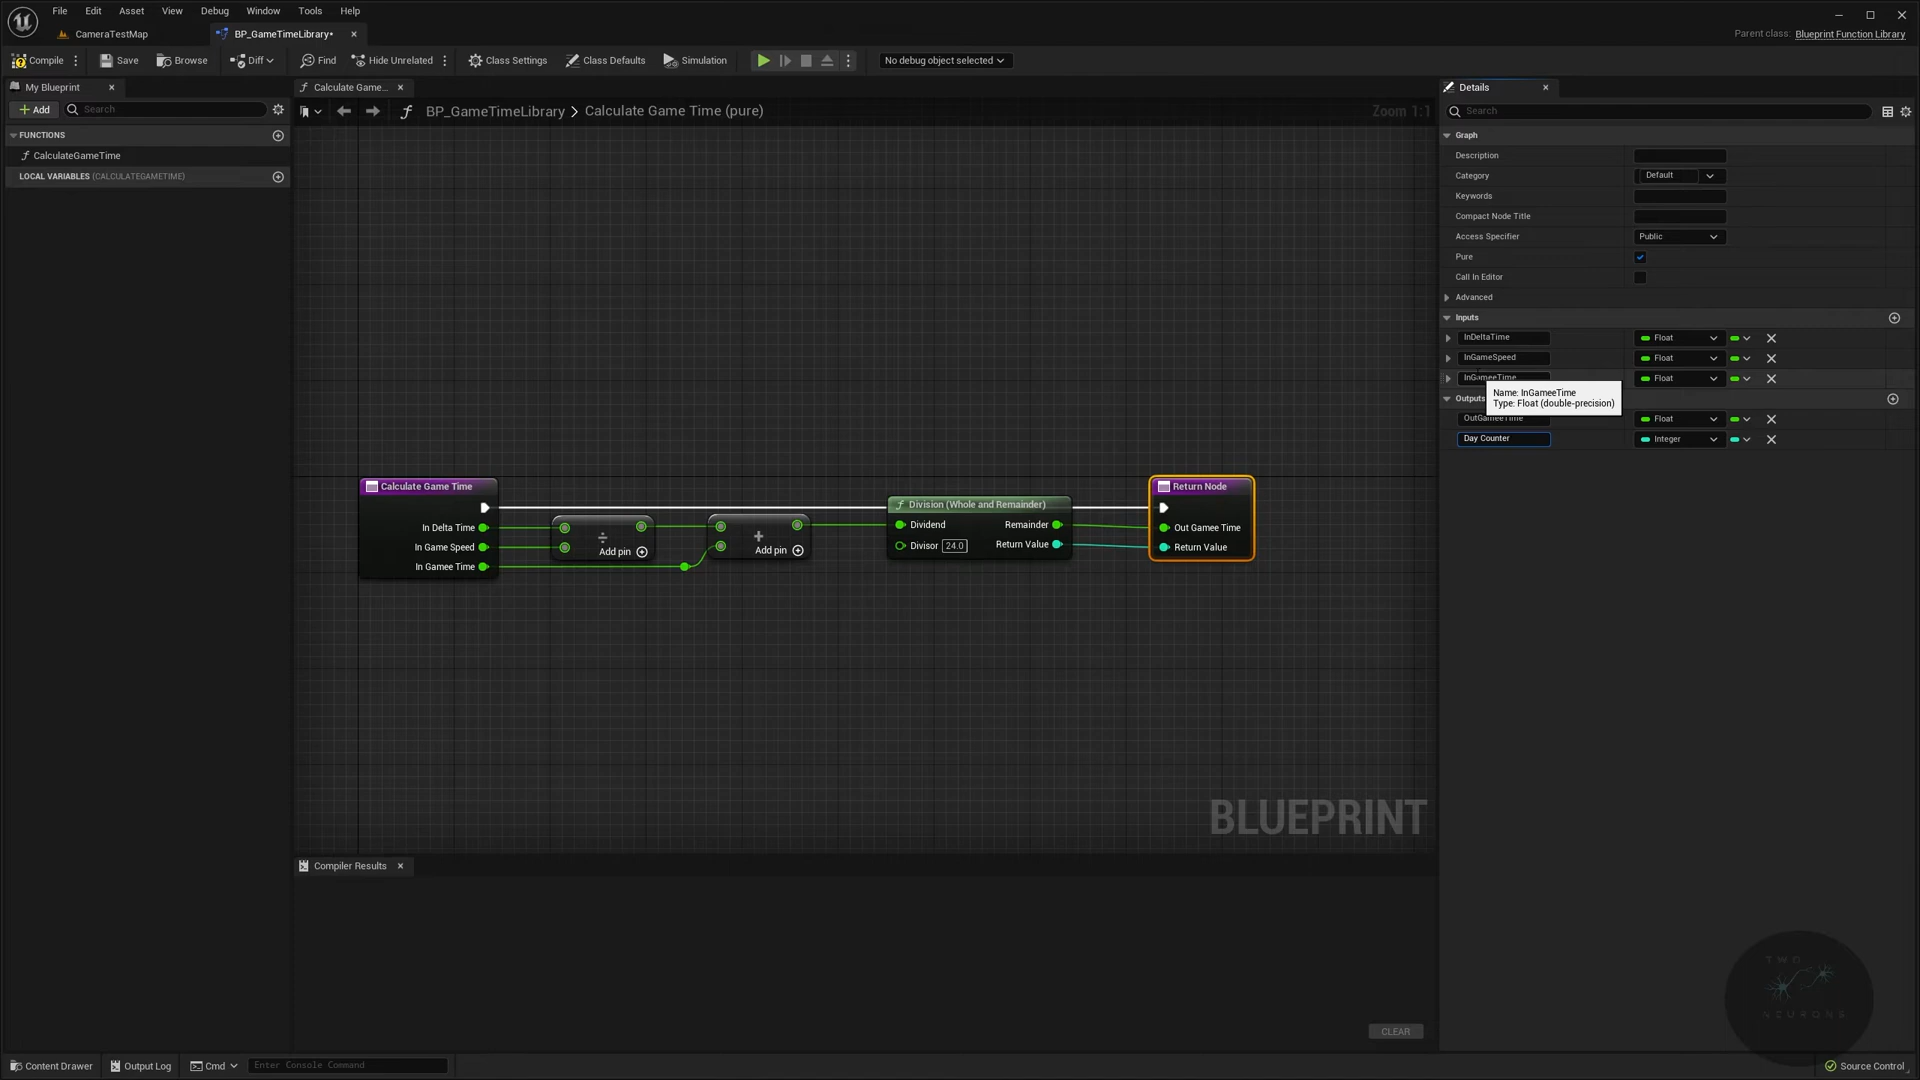 File Edit Asset View Debug Window Tools Help
CameraTestMap
BP_GameTimeLibrary•
Parent class: Blueprint Function Library
Compile Save Browse Diff Find Hide Unrelated Class Settings Class Defaults Simulation No debug object selected
My Blueprint
Calculate Game...
Details
Add Search
BP_GameTimeLibrary > Calculate Game Time (pure)
Zoom 1:1
Search
FUNCTIONS
CalculateGameTime
LOCAL VARIABLES (CALCULATEGAMETIME)
Graph
Description
Category Default
Keywords
Compact Node Title
Access Specifier Public
Pure
Call In Editor
Advanced
Inputs
InDeltaTime Float
InGameSpeed Float
InGameeTime Float
Name: InGameeTime
Type: Float (double-precision)
Outputs
OutGameeTime Float
Day Counter Integer
Calculate Game Time
In Delta Time
In Game Speed
In Gamee Time
÷
Add pin
+
Add pin
Division (Whole and Remainder)
Dividend Remainder
Divisor 24.0 Return Value
Return Node
Out Gamee Time
Return Value
BLUEPRINT
Compiler Results
CLEAR
TWO
NEURONS
Content Drawer Output Log Cmd Enter Console Command
Source Control